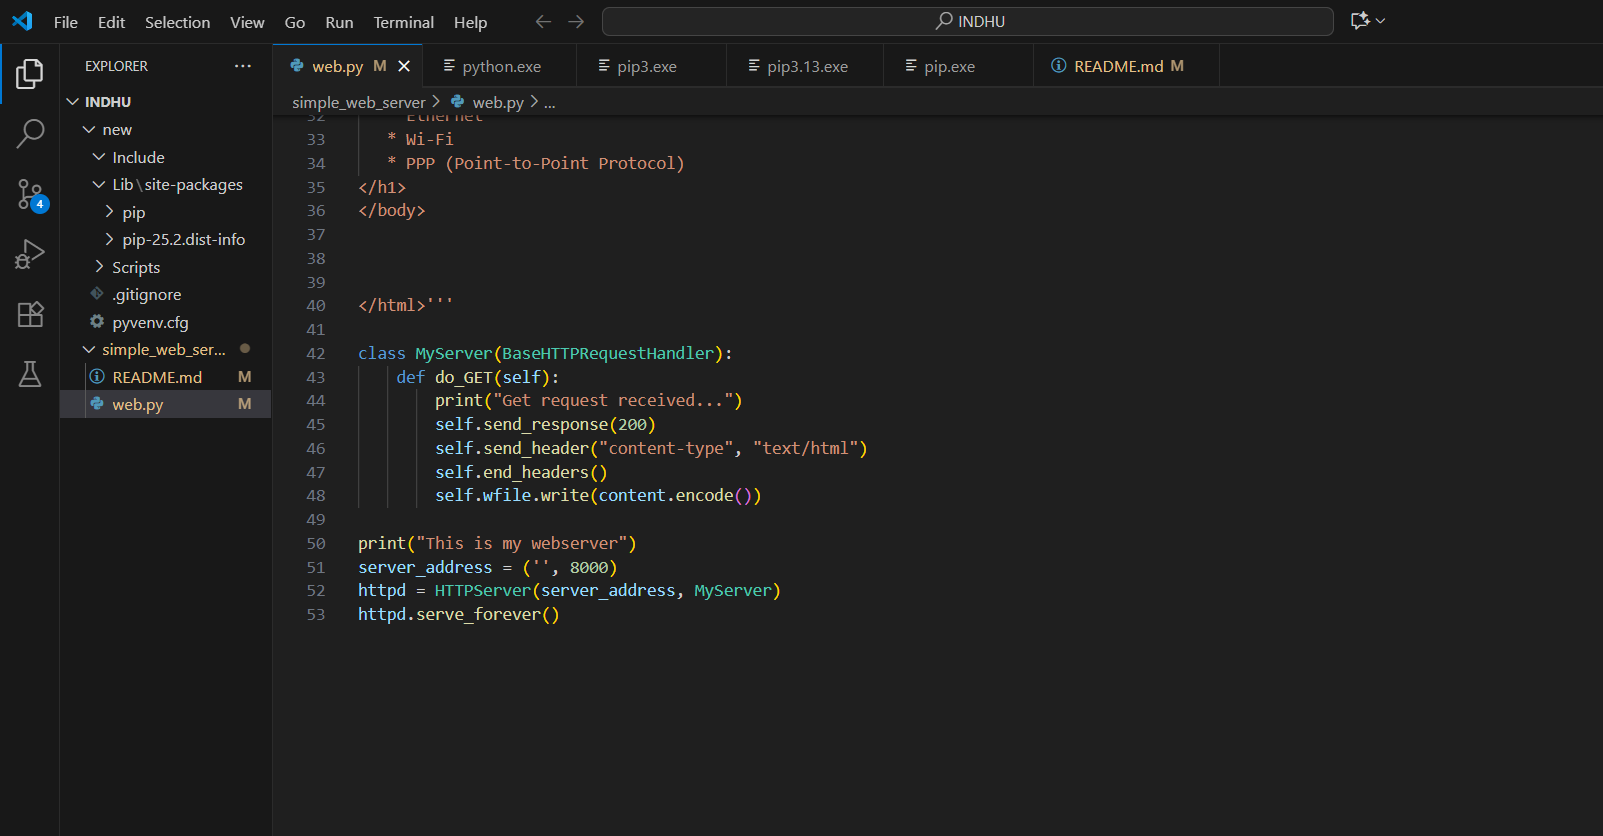 File Edit Selection View Go Run Terminal Help
INDHU
EXPLORER
INDHU
new
Include
Lib\site-packages
pip
pip-25.2.dist-info
Scripts
.gitignore
pyvenv.cfg
simple_web_ser...
README.md M
web.py M
4
web.py M
python.exe
pip3.exe
pip3.13.exe
pip.exe
README.md M
simple_web_server > web.py > ...
32 Ethernet
33 * Wi-Fi
34 * PPP (Point-to-Point Protocol)
35 </h1>
36 </body>
37
38
39
40 </html>'''
41
42 class MyServer(BaseHTTPRequestHandler):
43 def do_GET(self):
44 print("Get request received...")
45 self.send_response(200)
46 self.send_header("content-type", "text/html")
47 self.end_headers()
48 self.wfile.write(content.encode())
49
50 print("This is my webserver")
51 server_address = ('', 8000)
52 httpd = HTTPServer(server_address, MyServer)
53 httpd.serve_forever()